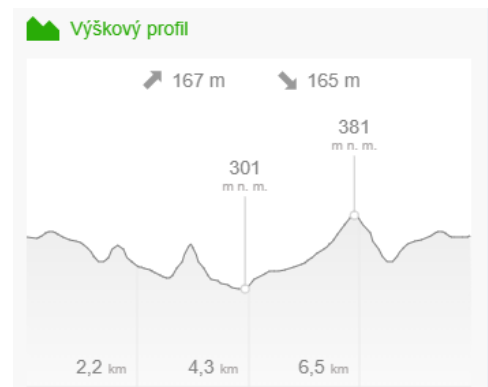 Výškový profil
167 m 165 m
381
m n. m.
301
m n. m.
2,2 km 4,3 km 6,5 km